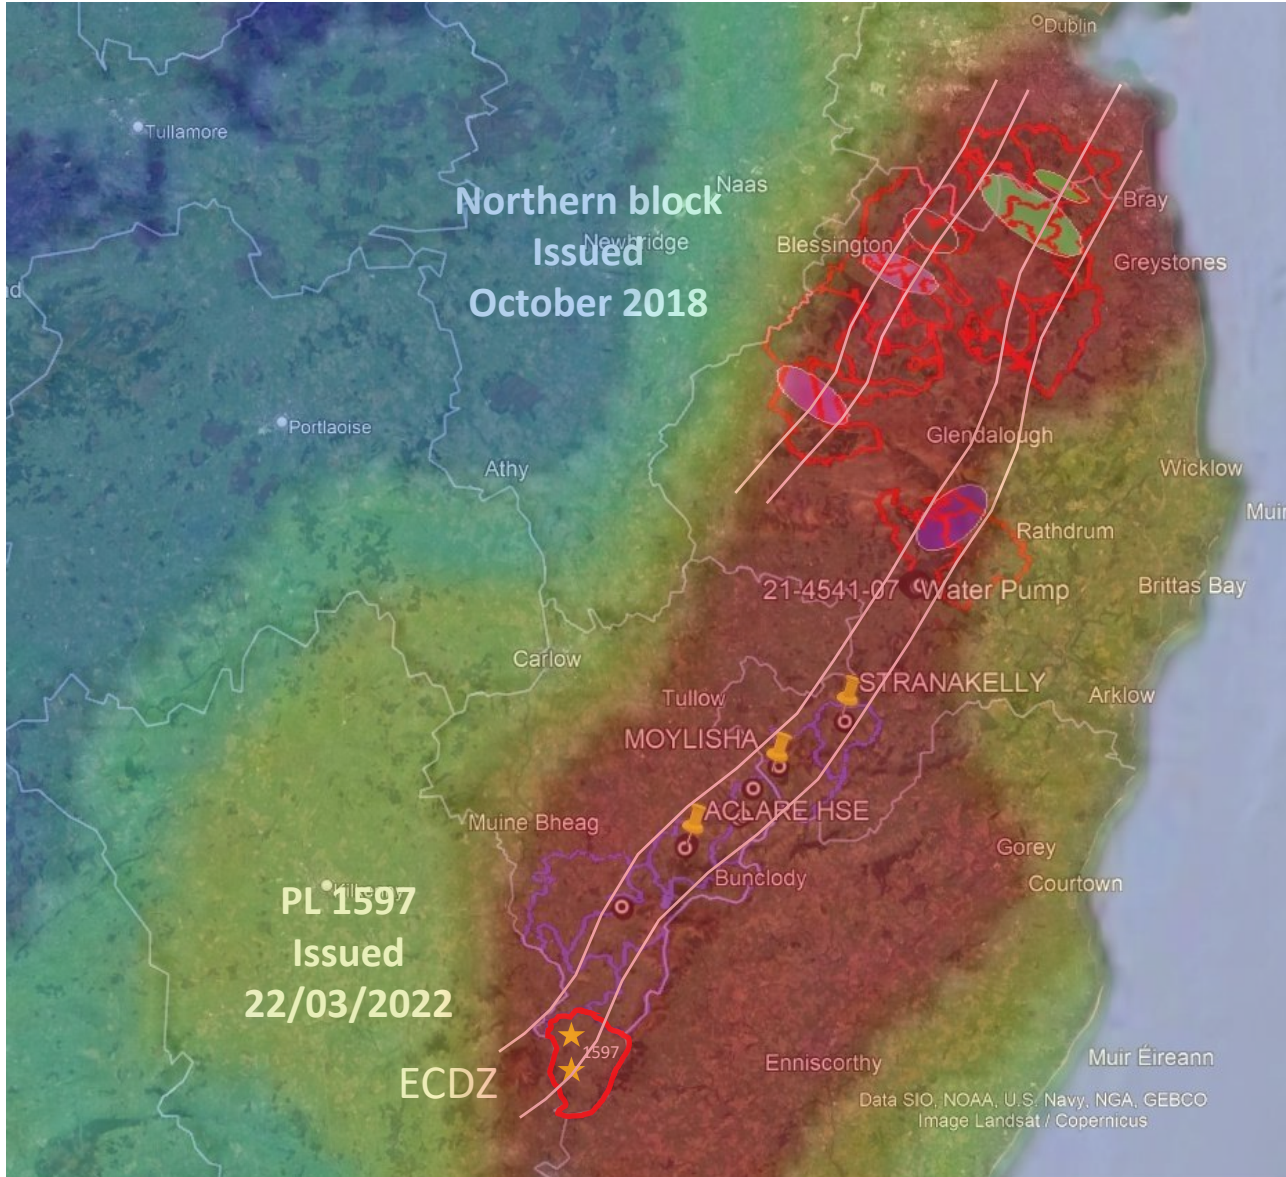 Dublin
Tullamore
Naas
Bray
Northern block
Newbridge
Issued
October 2018
Blessington
Greystones
nd
Portlaoise
Glendalough
Athy
Wicklow
Muir
Rathdrum
21-4541-07
Water Pump
Brittas Bay
Carlow
STRANAKELLY
Tullow
Arklow
MOYLISHA
ACLARE HSE
Muine Bheag
Gorey
Bunclody
Courtown
PL 1597
Issued
22/03/2022
1597
Muir Éireann
Enniscorthy
ECDZ
Data SIO, NOAA, U.S. Navy, NGA, GEBCO
Image Landsat / Copernicus